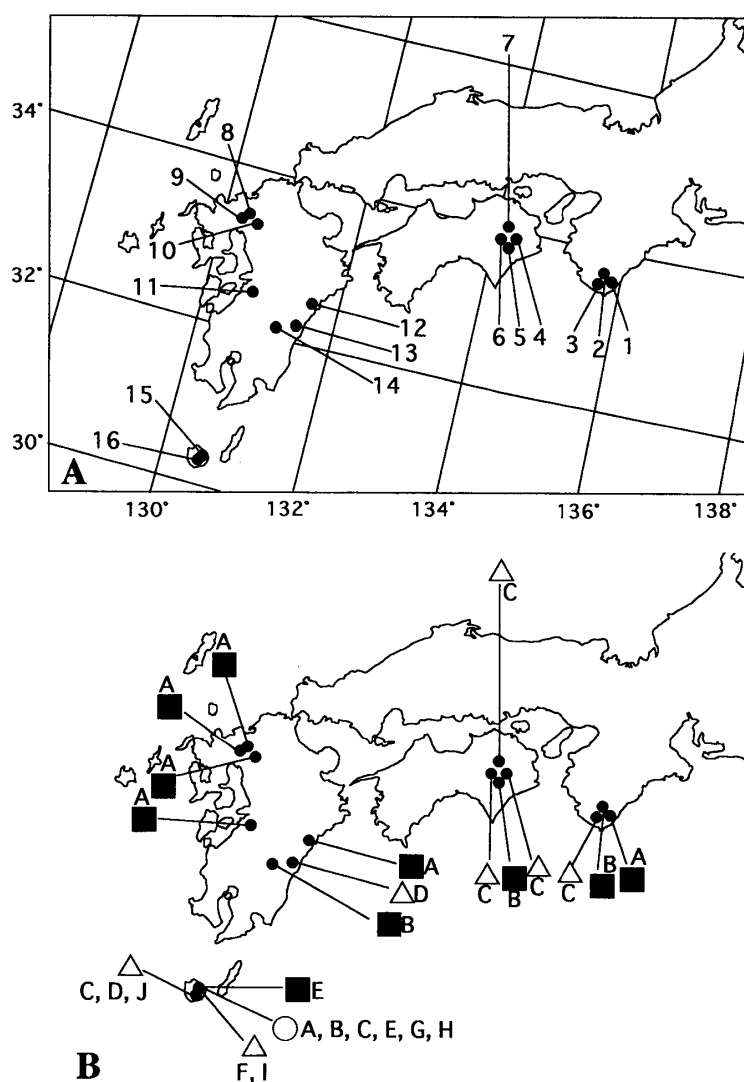 7
34°
8
9
10
32°
11
12
6 5 4
3 2 1
13
14
15
30°
16
A
130° 132° 134° 136° 138°
C
A
A
A
A
A
D
B
C B C
C B A
C, D, J
E
A, B, C, E, G, H
F, I
B